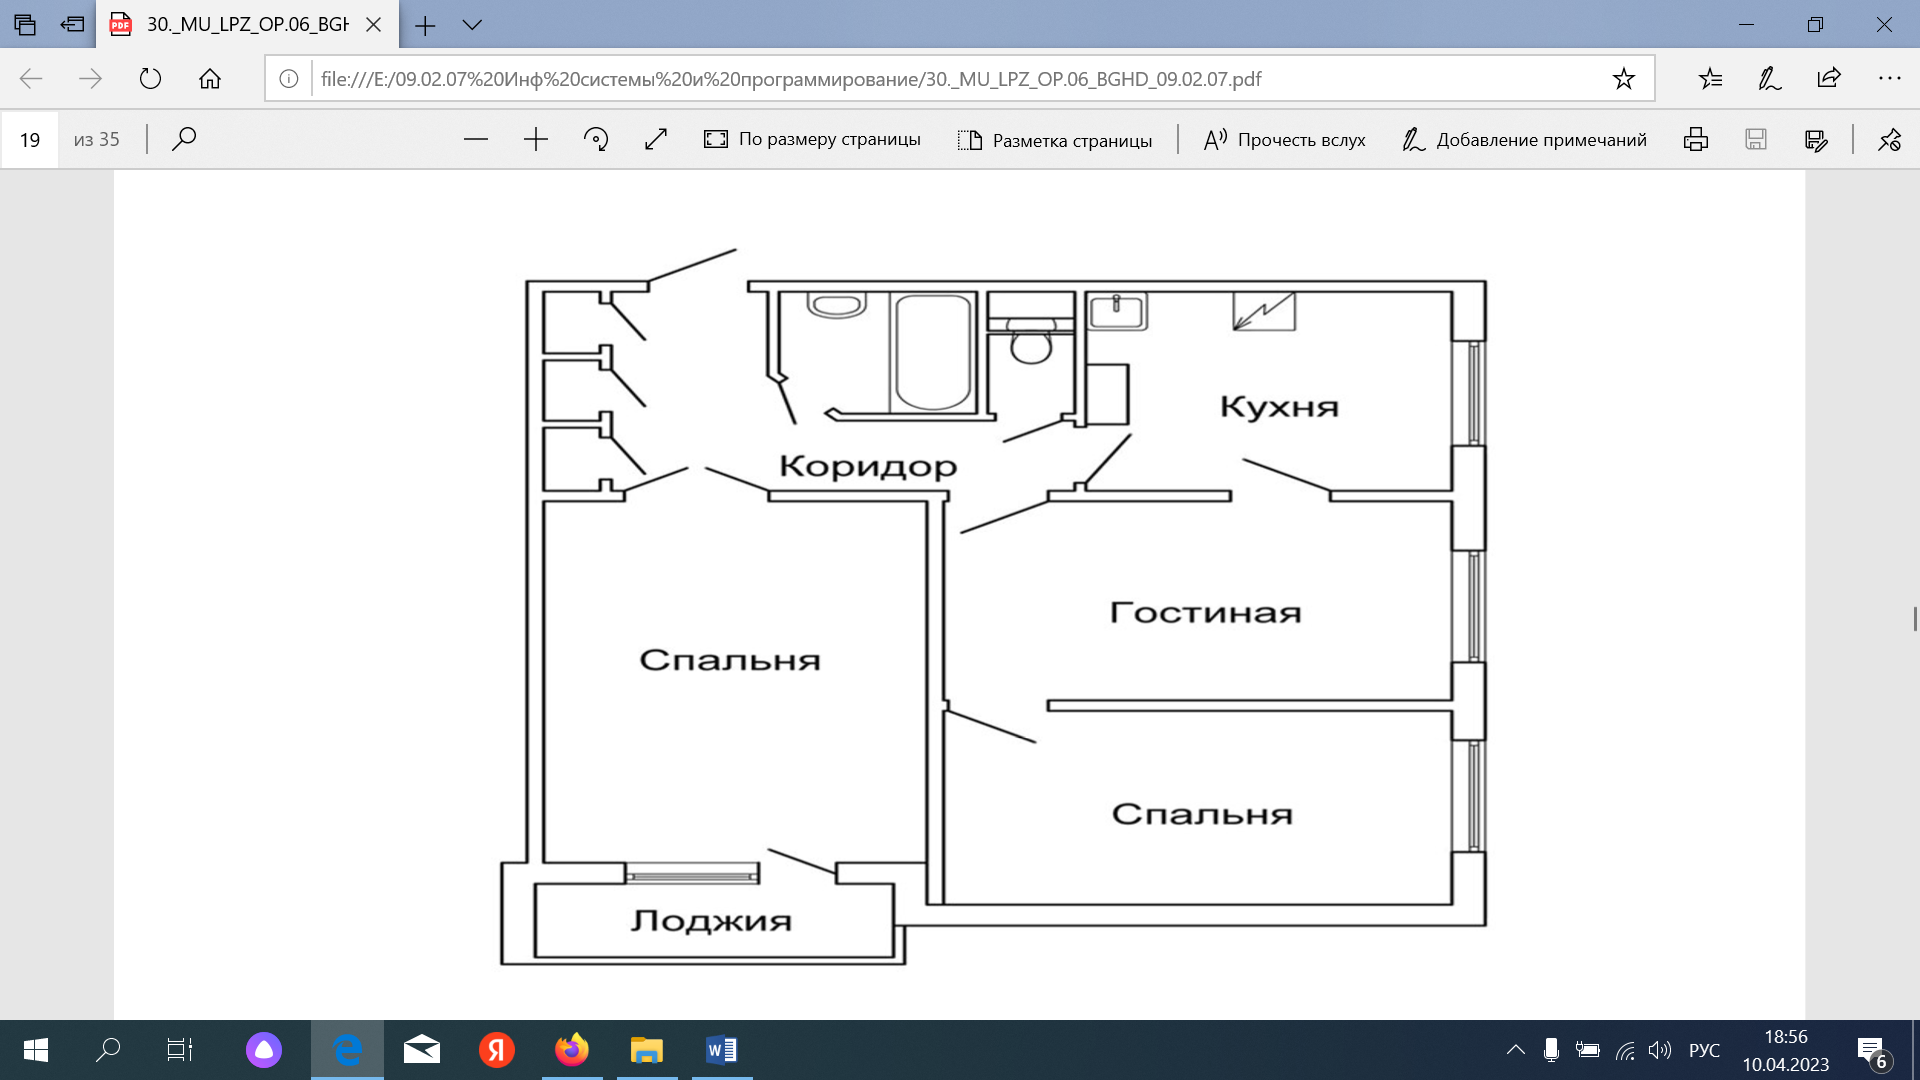 30._MU_LPZ_OP.06_BGH
file:///E:/09.02.07%20Инф%20системы%20и%20программирование/30._MU_LPZ_OP.06_BGHD_09.02.07.pdf
19 из 35 По размеру страницы Разметка страницы Прочесть вслух Добавление примечаний
Кухня
Коридор
Гостиная
Спальня
Спальня
Лоджия
18:56
РУС
10.04.2023
6